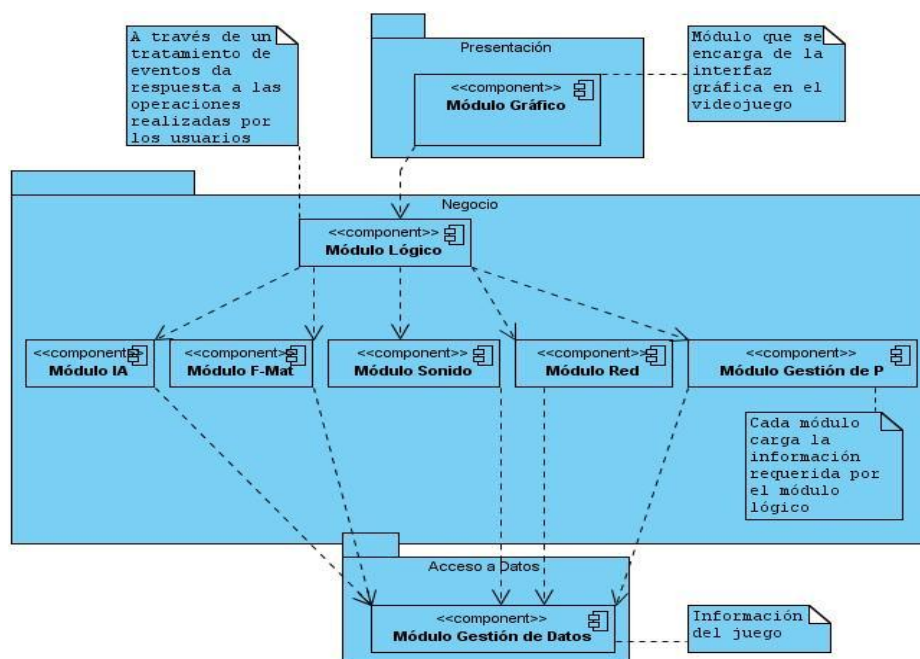 A través de un
tratamiento de
eventos da
respuesta a las
operaciones
realizadas por
los usuarios
Presentación
<<component>>
Módulo Gráfico
Módulo que se
encarga de la
interfaz
gráfica en el
videojuego
Negocio
<<component>>
Módulo Lógico
<<component>>
Módulo IA
<<component>>
Módulo F-Mat
<<component>>
Módulo Sonido
<<component>>
Módulo Red
<<component>>
Módulo Gestión de P
Cada módulo
carga la
información
requerida por
el módulo
lógico
Acceso a Datos
<<component>>
Módulo Gestión de Datos
Información
del juego